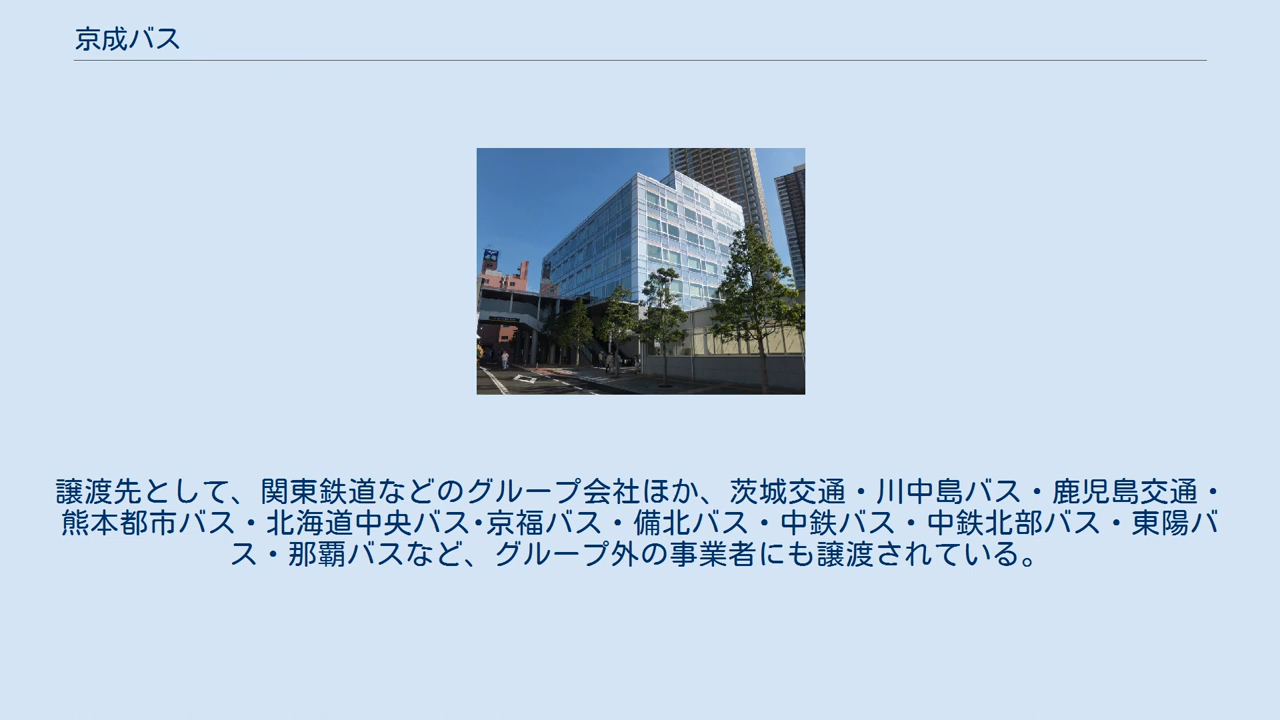 京成バス
譲渡先として、関東鉄道などのグループ会社ほか、茨城交通・川中島バス・鹿児島交通・
熊本都市バス・北海道中央バス･京福バス・備北バス・中鉄バス・中鉄北部バス・東陽バ
ス・那覇バスなど、グループ外の事業者にも譲渡されている。